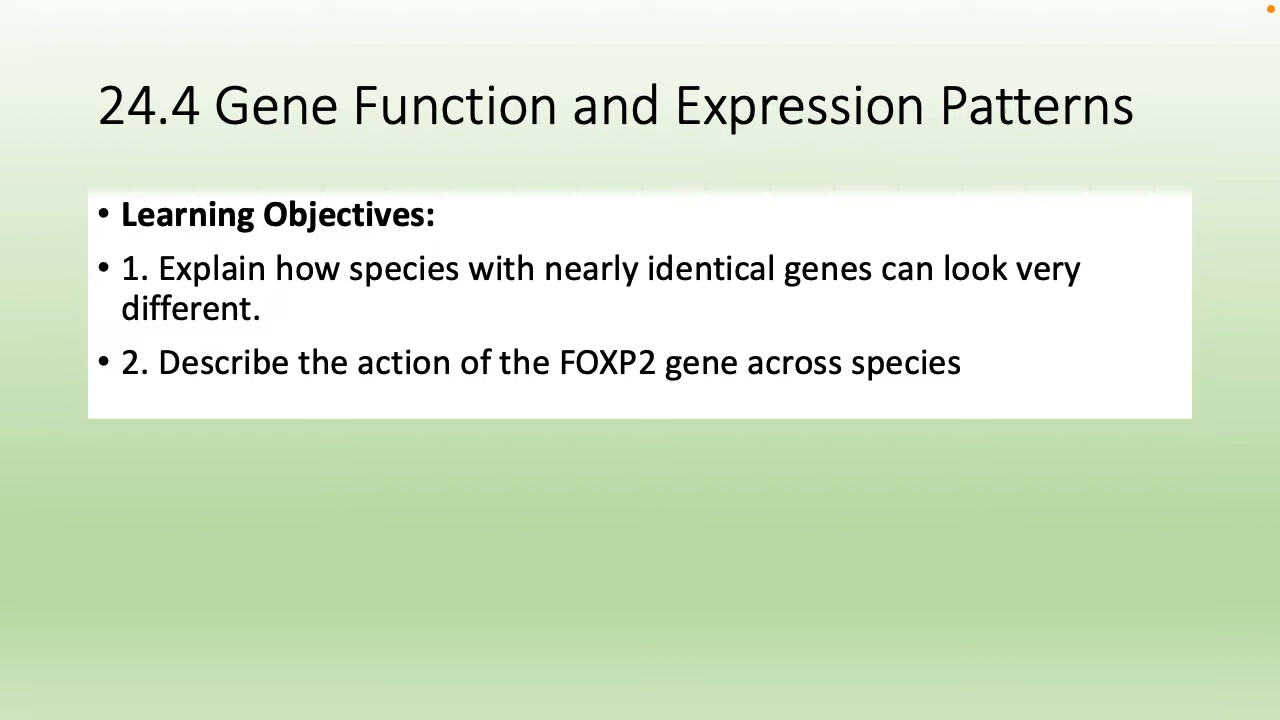 24.4 Gene Function and Expression Patterns
• Learning Objectives:
• 1. Explain how species with nearly identical genes can look very
different.
• 2. Describe the action of the FOXP2 gene across species